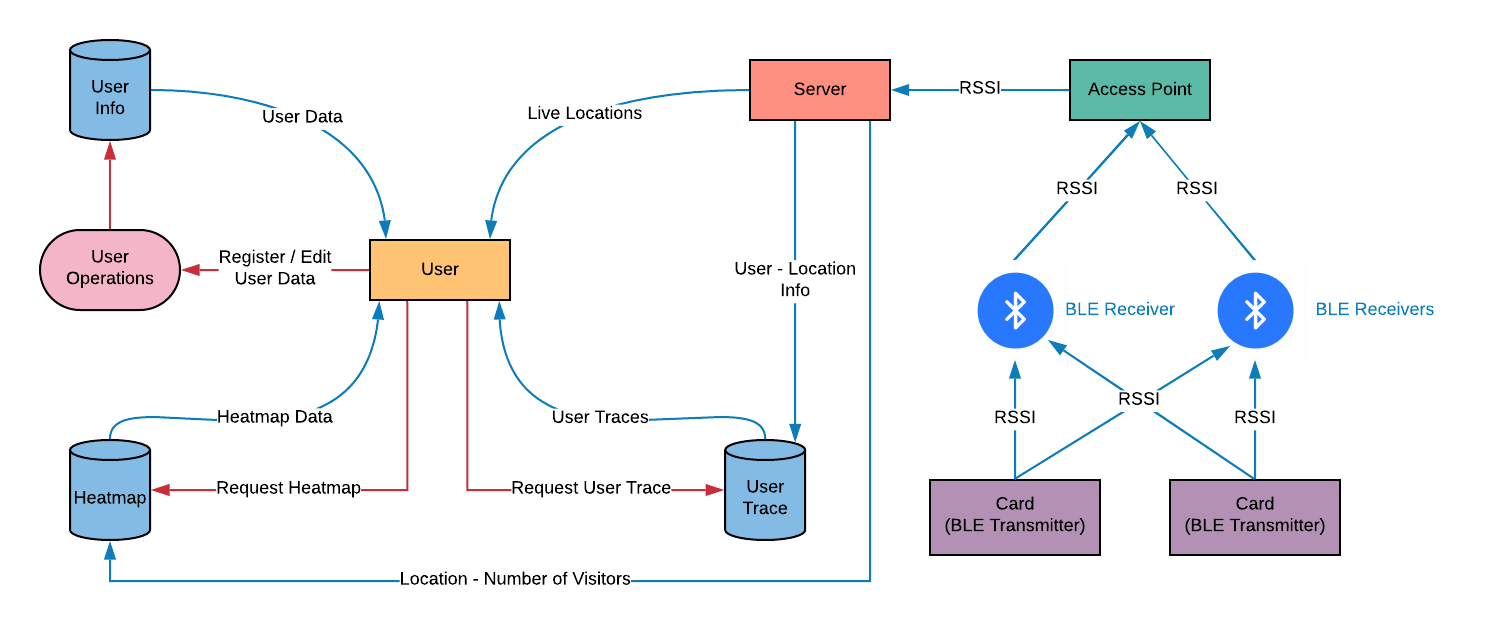 User
Info
User Data
Live Locations
Server
RSSI
Access Point
RSSI
RSSI
User
Operations
Register / Edit
User Data
User
User - Location
Info
BLE Receiver
BLE Receivers
Heatmap Data
User Traces
RSSI
RSSI
RSSI
Heatmap
Request Heatmap
Request User Trace
User
Trace
Card
(BLE Transmitter)
Card
(BLE Transmitter)
Location - Number of Visitors